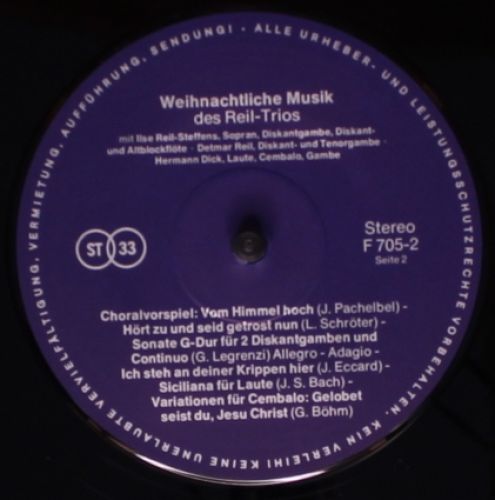 ALLE URHEBER- UND LEISTUNGSSCHUTZRECHTE VORBEHALTEN. KEIN VERLEIH! KEINE UNERLAUBTE VERVIELFÄLTIGUNG, VERMIETUNG, AUFFÜHRUNG, SENDUNG! ·
Weihnachtliche Musik
des Reil-Trios
mit Ilse Reil-Steffens, Sopran, Diskantgambe, Diskant-
und Altblockflöte · Detmar Reil, Diskant- und Tenorgambe ·
Hermann Dick, Laute, Cembalo, Gambe
ST 33
Stereo
F 705-2
Seite 2
Choralvorspiel: Vom Himmel hoch (J. Pachelbel) -
Hört zu und seid getrost nun (L. Schröter) -
Sonate G-Dur für 2 Diskantgamben und
Continuo (G. Legrenzi) Allegro - Adagio -
Ich steh an deiner Krippen hier (J. Eccard) -
Siciliana für Laute (J. S. Bach) -
Variationen für Cembalo: Gelobet
seist du, Jesu Christ (G. Böhm)